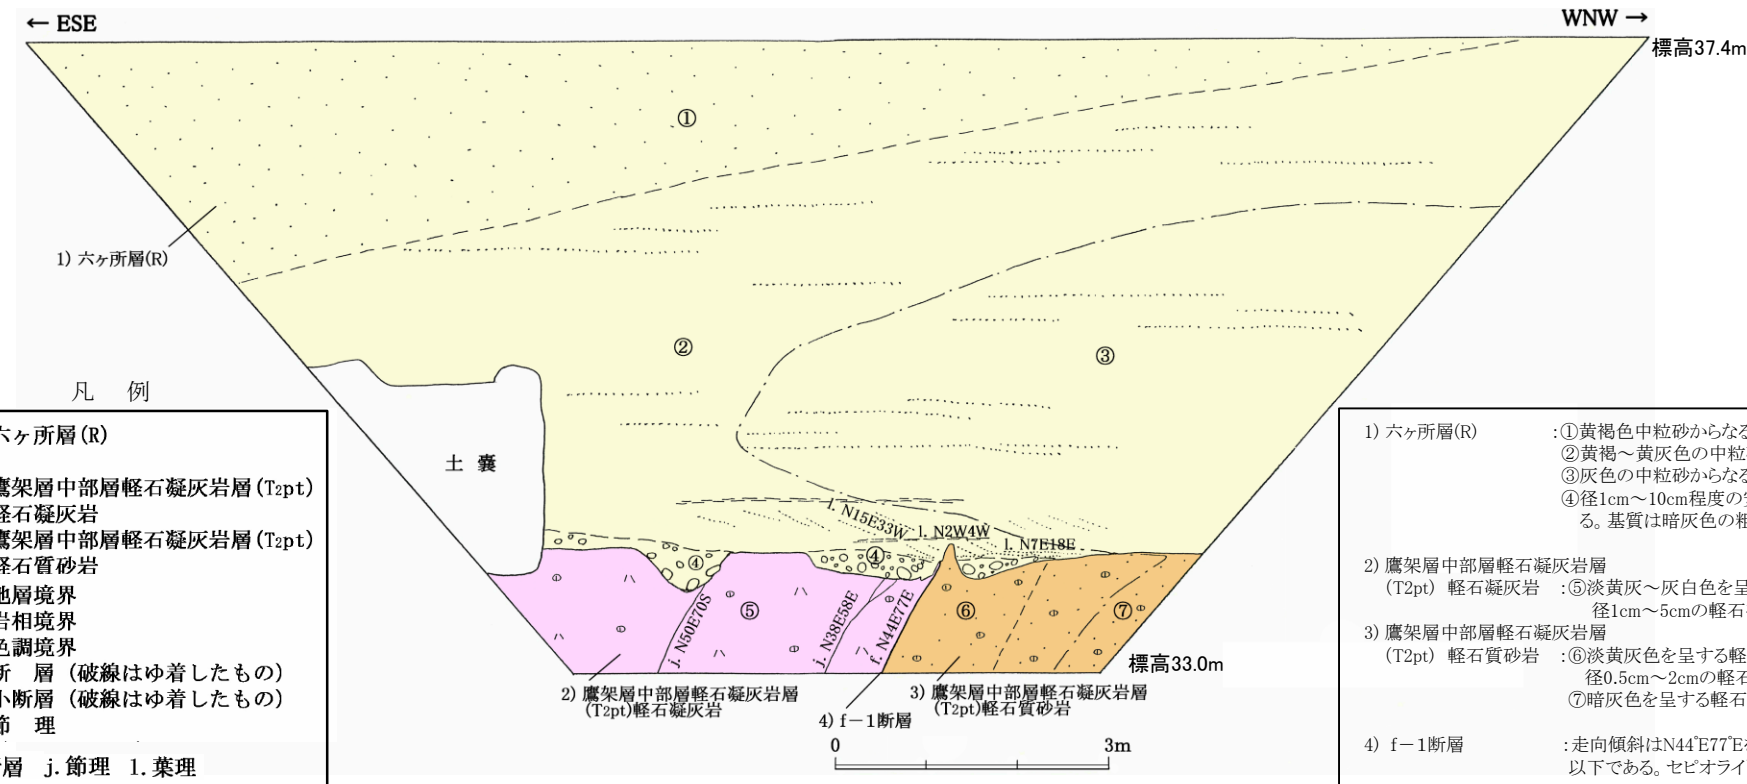 ← ESE
WNW →
標高37.4m
①
1) 六ヶ所層(R)
②
③
土 嚢
l. N15E33W
l. N2W4W
l. N7E18E
④
④
⑤
⑥
⑦
j. N50E70S
j. N38E58E
f. N44E77E
標高33.0m
2) 鷹架層中部層軽石凝灰岩層
(T2pt)軽石凝灰岩
3) 鷹架層中部層軽石凝灰岩層
(T2pt)軽石質砂岩
4) f－1断層
0
3m
凡 例
六ヶ所層(R)
鷹架層中部層軽石凝灰岩層(T2pt)
軽石凝灰岩
鷹架層中部層軽石凝灰岩層(T2pt)
軽石質砂岩
地層境界
岩相境界
色調境界
断 層 (破線はゆ着したもの)
小断層 (破線はゆ着したもの)
節 理
層 j. 節理 l. 葉理
1) 六ヶ所層(R) :①黄褐色中粒砂からなる
②黄褐～黄灰色の中粒
③灰色の中粒砂からなる
④径1cm～10cm程度の
る。基質は暗灰色の粗
2) 鷹架層中部層軽石凝灰岩層
(T2pt) 軽石凝灰岩 :⑤淡黄灰～灰白色を呈
径1cm～5cmの軽石
3) 鷹架層中部層軽石凝灰岩層
(T2pt) 軽石質砂岩 :⑥淡黄灰色を呈する軽
径0.5cm～2cmの軽石
⑦暗灰色を呈する軽石
4) f－1断層 :走向傾斜はN44°E77°E
以下である。セピオライ